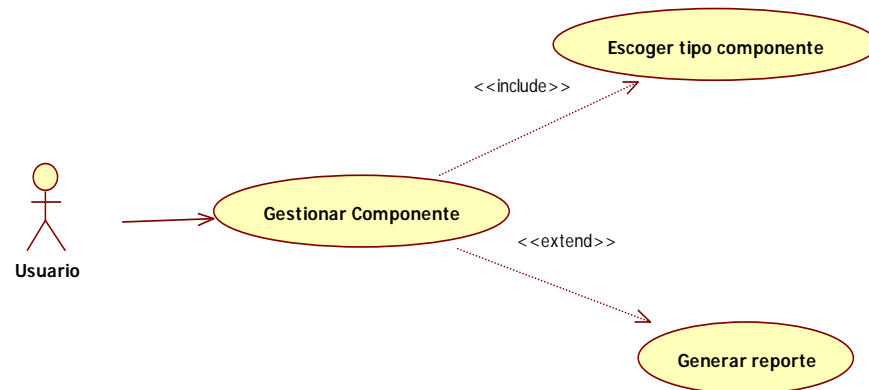 Escoger tipo componente
<<include>>
Gestionar Componente
<<extend>>
Usuario
Generar reporte